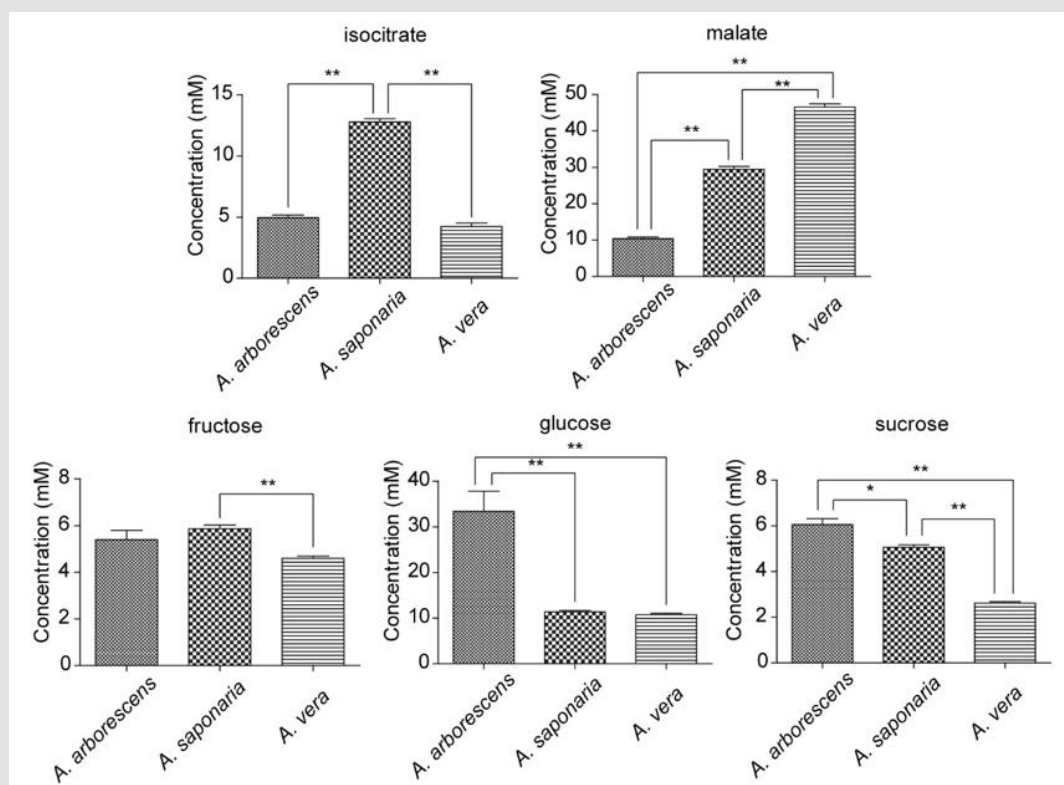 isocitrate
Concentration (mM)
15
10
5
0
**
**
A. arborescens
A. saponaria
A. vera
malate
Concentration (mM)
50
40
30
20
10
0
**
**
**
A. arborescens
A. saponaria
A. vera
fructose
Concentration (mM)
8
6
4
2
0
**
A. arborescens
A. saponaria
A. vera
glucose
Concentration (mM)
40
30
20
10
0
**
**
A. arborescens
A. saponaria
A. vera
sucrose
Concentration (mM)
8
6
4
2
0
**
*
**
A. arborescens
A. saponaria
A. vera